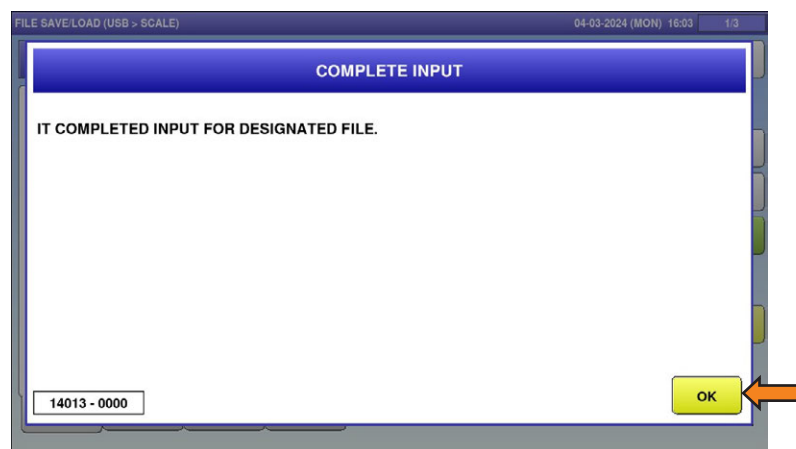 FILE SAVE/LOAD (USB > SCALE) 04-03-2024 (MON) 16:03 1/3
COMPLETE INPUT
IT COMPLETED INPUT FOR DESIGNATED FILE.
14013 - 0000 OK